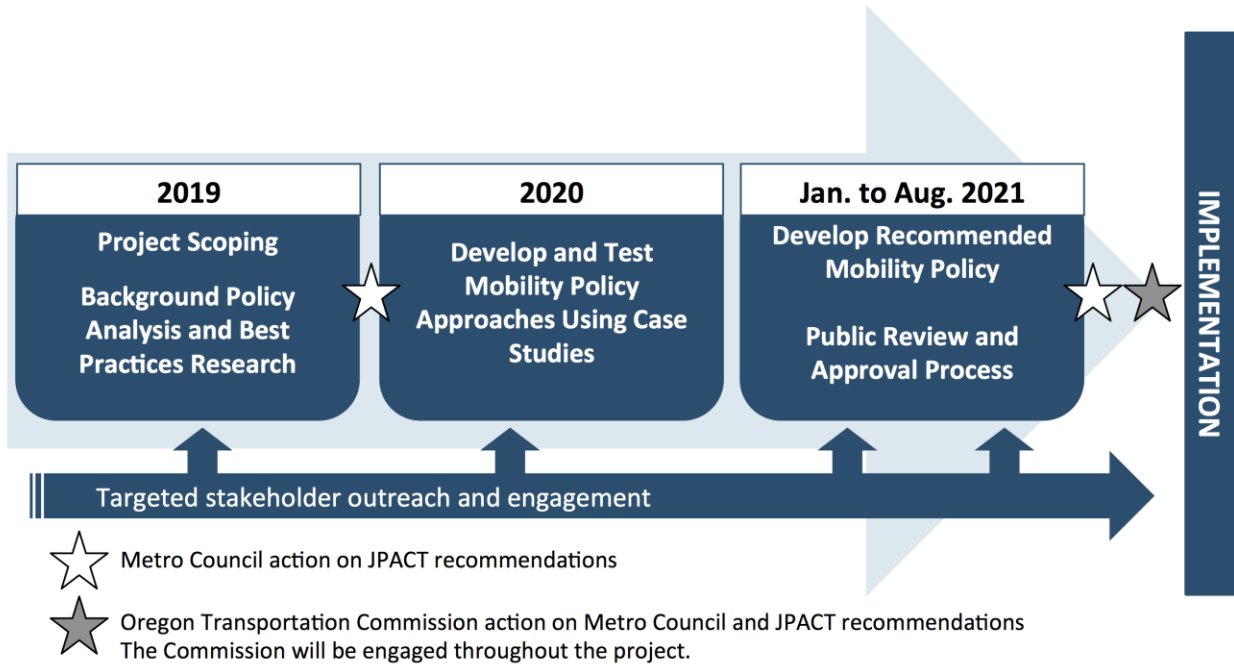 2019
Project Scoping
Background Policy
Analysis and Best
Practices Research
2020
Develop and Test
Mobility Policy
Approaches Using Case
Studies
Jan. to Aug. 2021
Develop Recommended
Mobility Policy
Public Review and
Approval Process
IMPLEMENTATION
Targeted stakeholder outreach and engagement
Metro Council action on JPACT recommendations
Oregon Transportation Commission action on Metro Council and JPACT recommendations
The Commission will be engaged throughout the project.